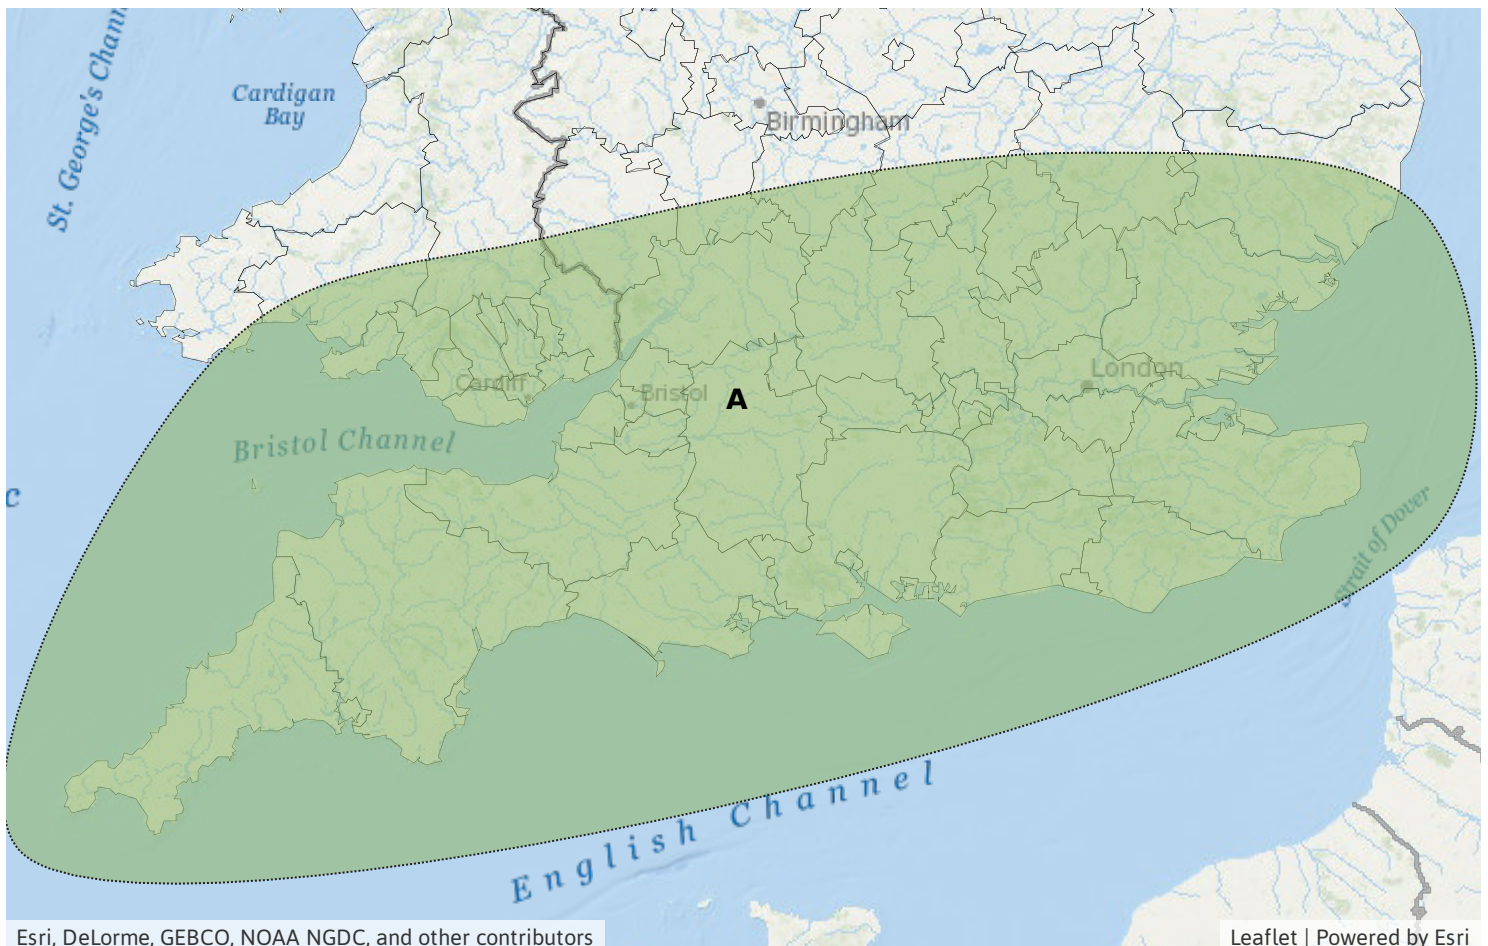 St. George's Chann
Cardigan
Bay
Birmingham
London
Cardiff
Bristol
A
Bristol Channel
c
Strait of Dover
English Channel
Esri, DeLorme, GEBCO, NOAA NGDC, and other contributors
Leaflet | Powered by Esri